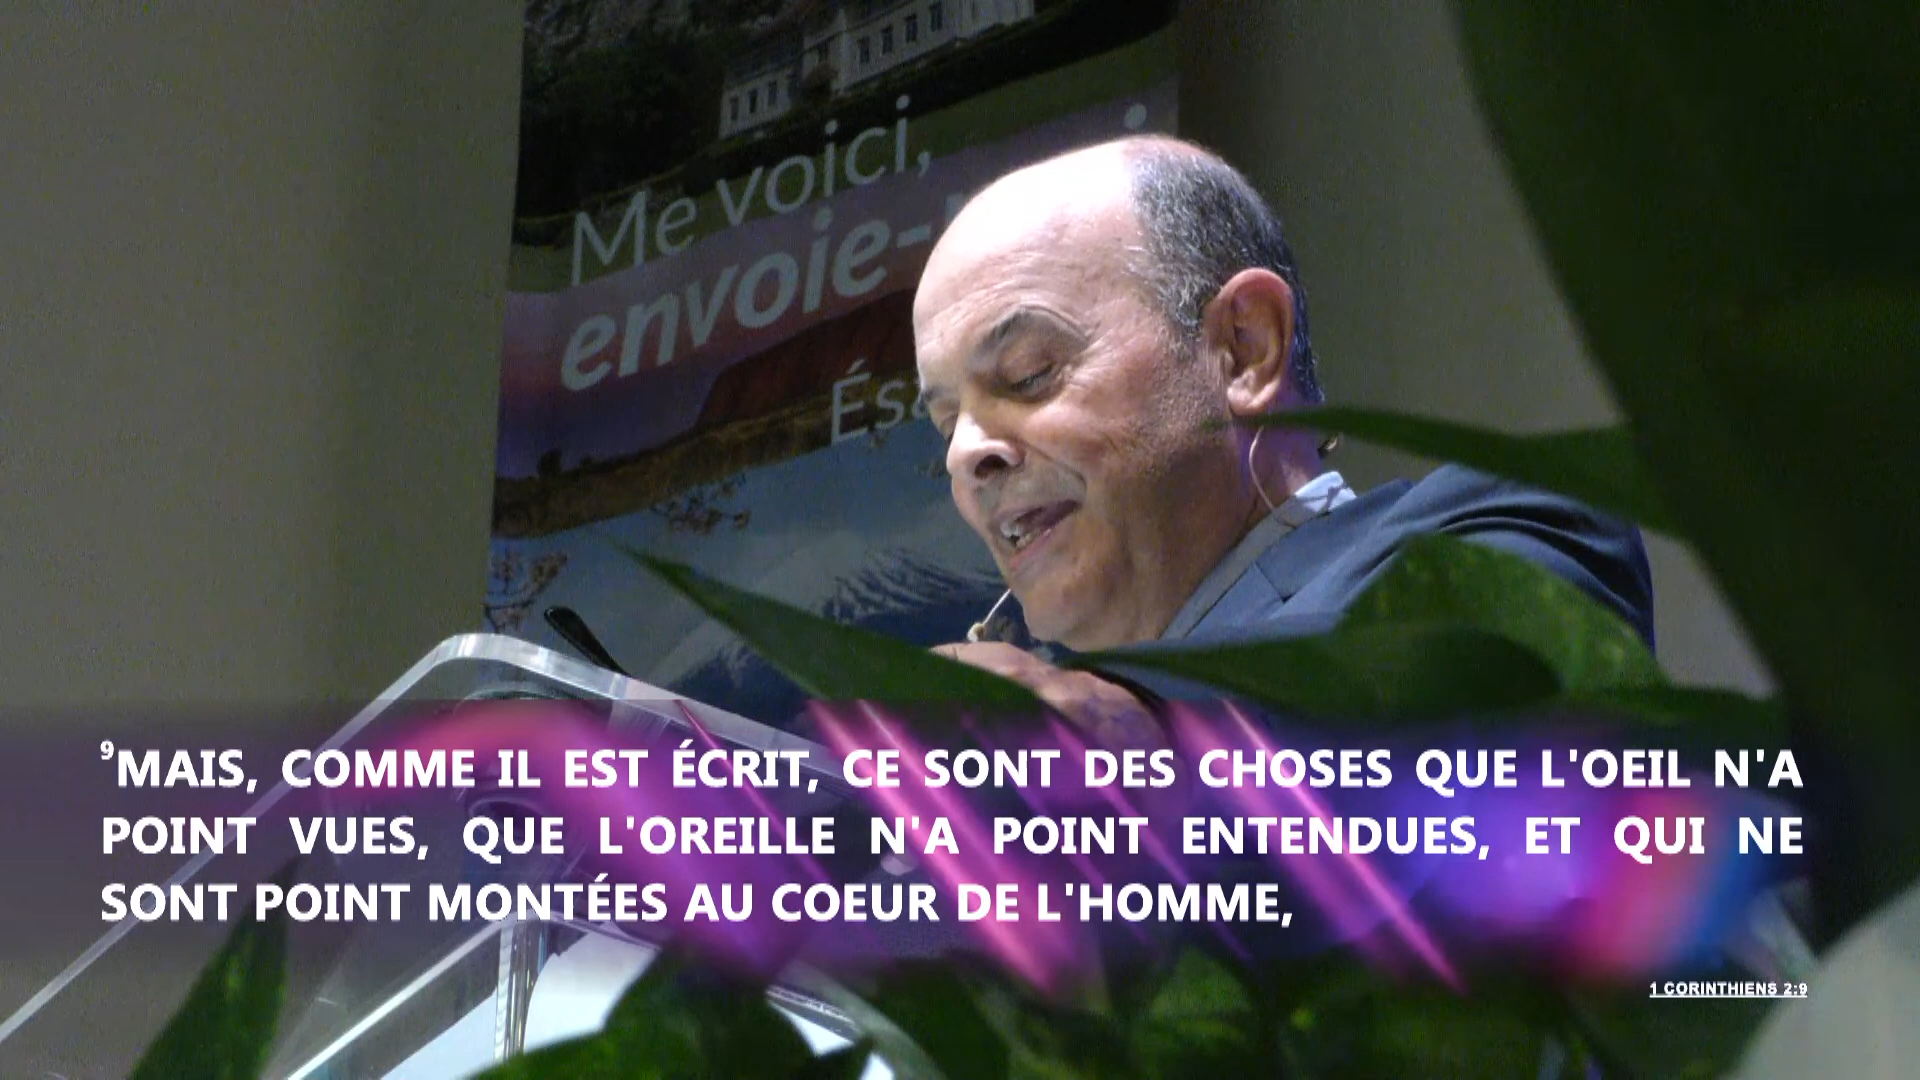 Me voici,
envoie-
⁹MAIS, COMME IL EST ÉCRIT, CE SONT DES CHOSES QUE L'OEIL N'A
POINT VUES, QUE L'OREILLE N'A POINT ENTENDUES, ET QUI NE
SONT POINT MONTÉES AU COEUR DE L'HOMME,
1 CORINTHIENS 2:9